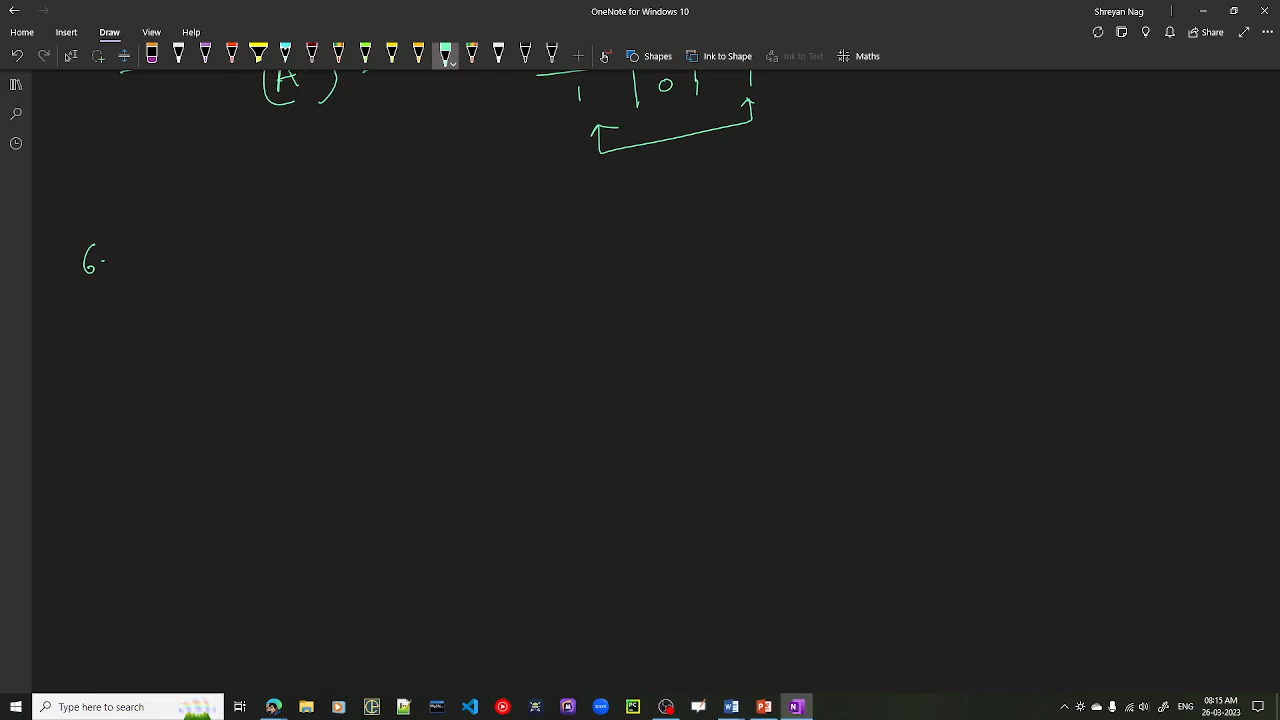 OneNote for Windows 10
Shreyan Nag
Home Insert Draw View Help
Share
Shapes Ink to Shape Ink to Text Maths
(A) 1 | 0 1 1
6.
Type here to search
08:15 AM
ENG
26-03-2023